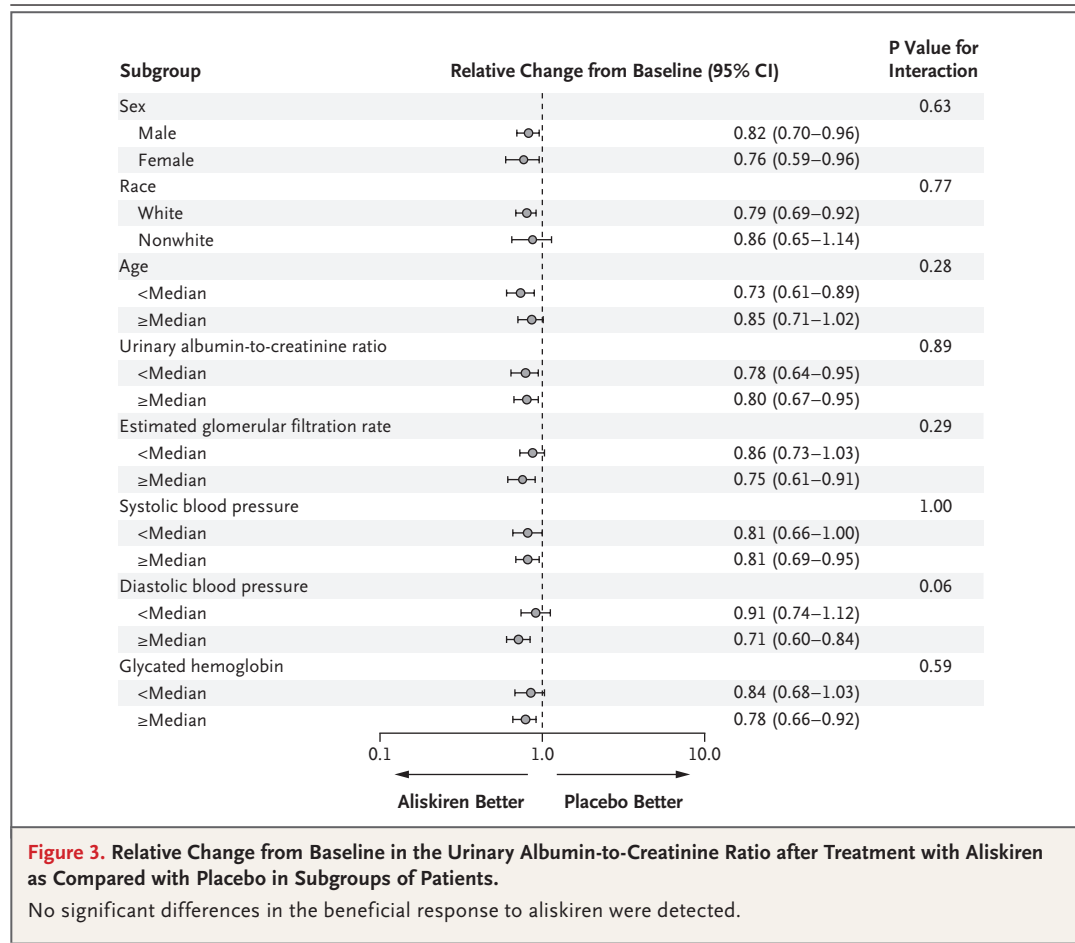 Subgroup Relative Change from Baseline (95% CI) P Value for Interaction
Sex 0.63
Male 0.82 (0.70–0.96)
Female 0.76 (0.59–0.96)
Race 0.77
White 0.79 (0.69–0.92)
Nonwhite 0.86 (0.65–1.14)
Age 0.28
<Median 0.73 (0.61–0.89)
≥Median 0.85 (0.71–1.02)
Urinary albumin-to-creatinine ratio 0.89
<Median 0.78 (0.64–0.95)
≥Median 0.80 (0.67–0.95)
Estimated glomerular filtration rate 0.29
<Median 0.86 (0.73–1.03)
≥Median 0.75 (0.61–0.91)
Systolic blood pressure 1.00
<Median 0.81 (0.66–1.00)
≥Median 0.81 (0.69–0.95)
Diastolic blood pressure 0.06
<Median 0.91 (0.74–1.12)
≥Median 0.71 (0.60–0.84)
Glycated hemoglobin 0.59
<Median 0.84 (0.68–1.03)
≥Median 0.78 (0.66–0.92)
0.1 1.0 10.0
Aliskiren Better Placebo Better
Figure 3. Relative Change from Baseline in the Urinary Albumin-to-Creatinine Ratio after Treatment with Aliskiren
as Compared with Placebo in Subgroups of Patients.
No significant differences in the beneficial response to aliskiren were detected.